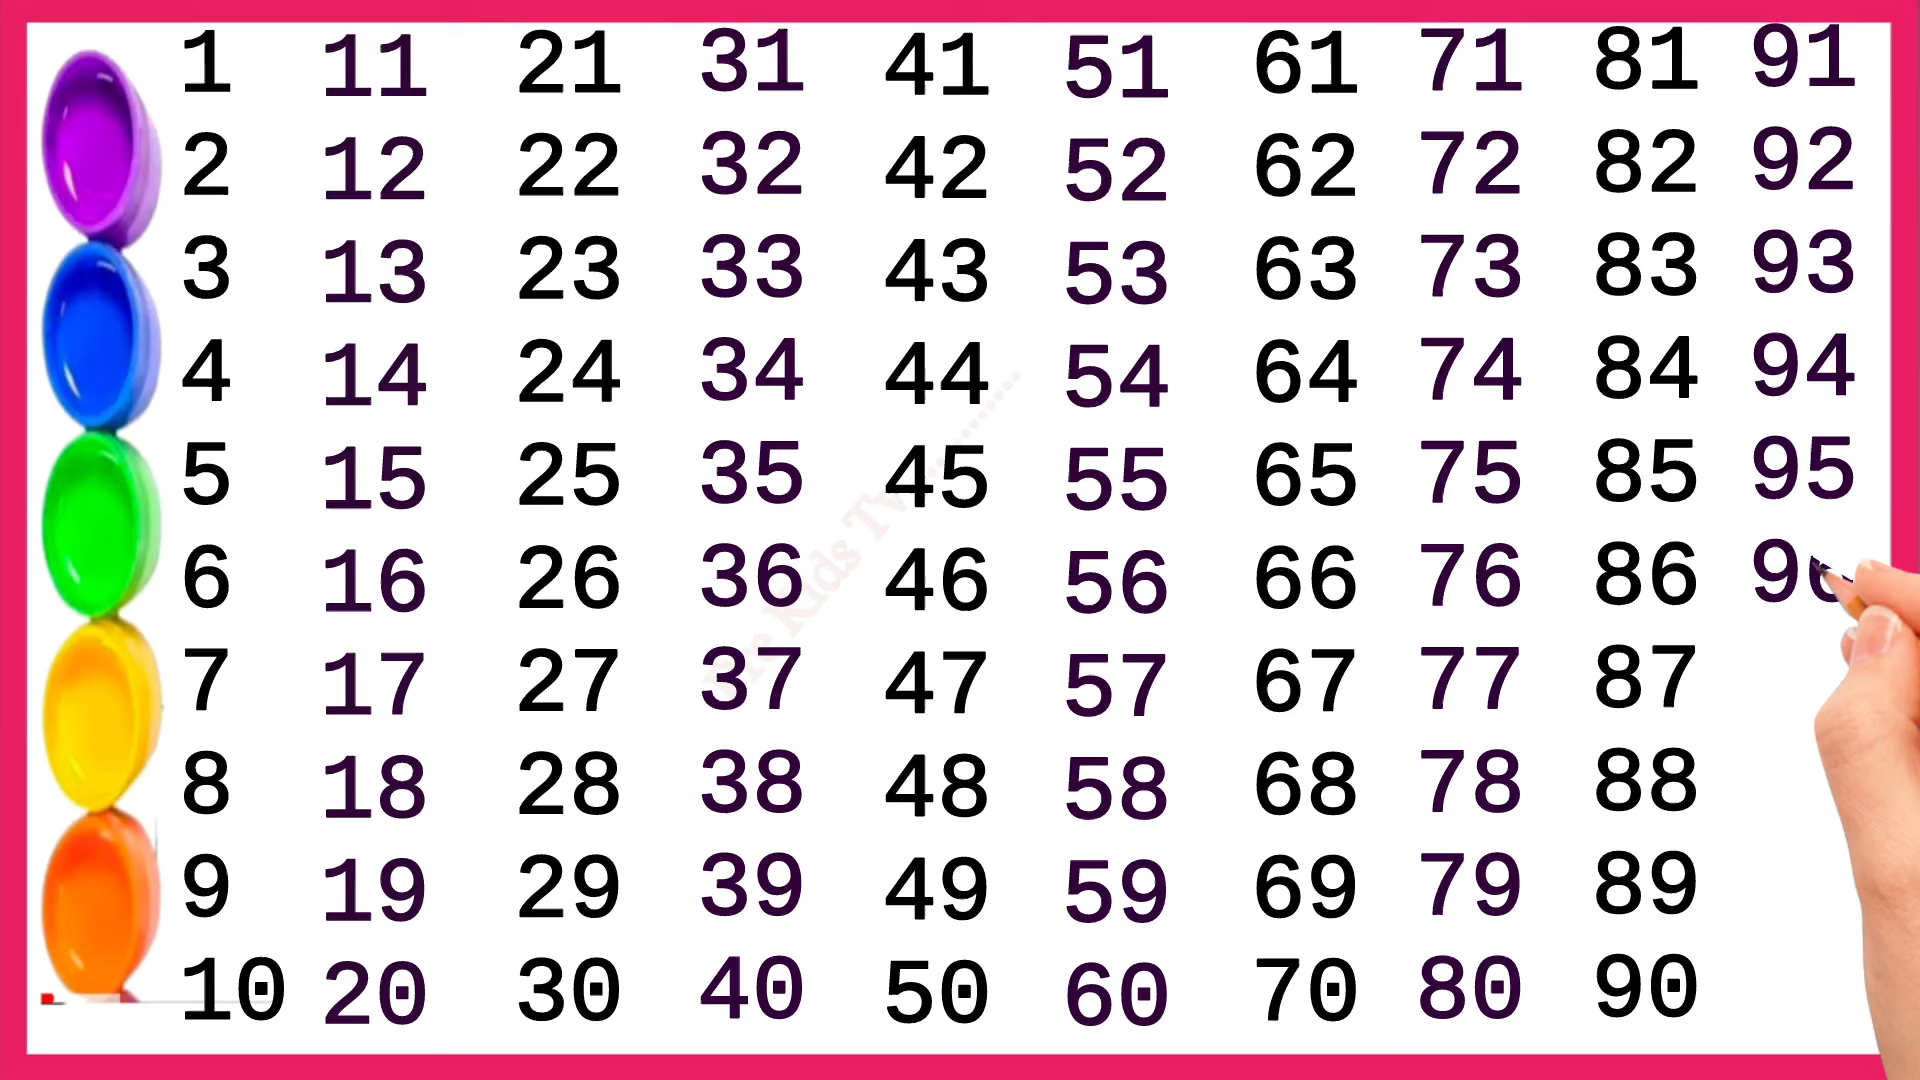 1 11 21 31 41 51 61 71 81 91
2 12 22 32 42 52 62 72 82 92
3 13 23 33 43 53 63 73 83 93
4 14 24 34 44 54 64 74 84 94
5 15 25 35 45 55 65 75 85 95
6 16 26 36 46 56 66 76 86 96
7 17 27 37 47 57 67 77 87
8 18 28 38 48 58 68 78 88
9 19 29 39 49 59 69 79 89
10 20 30 40 50 60 70 80 90
Kids Tv